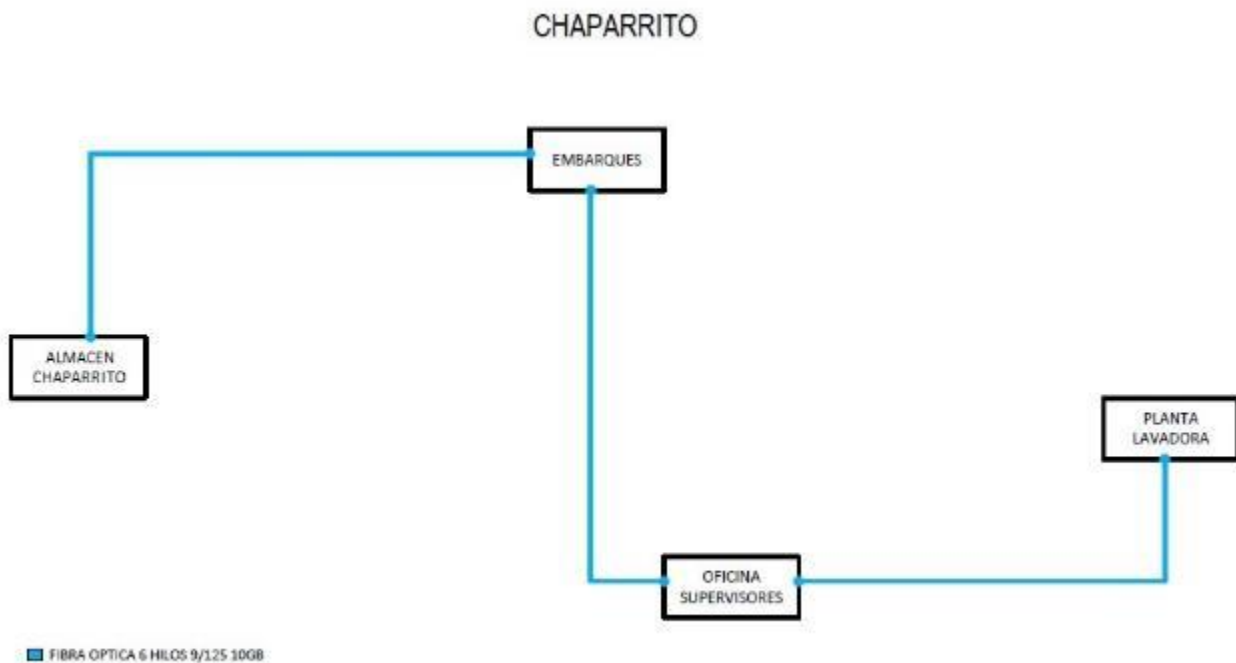 CHAPARRITO
EMBARQUES
ALMACEN
CHAPARRITO
PLANTA
LAVADORA
OFICINA
SUPERVISORES
FIBRA OPTICA 6 HILOS 9/125 10GB